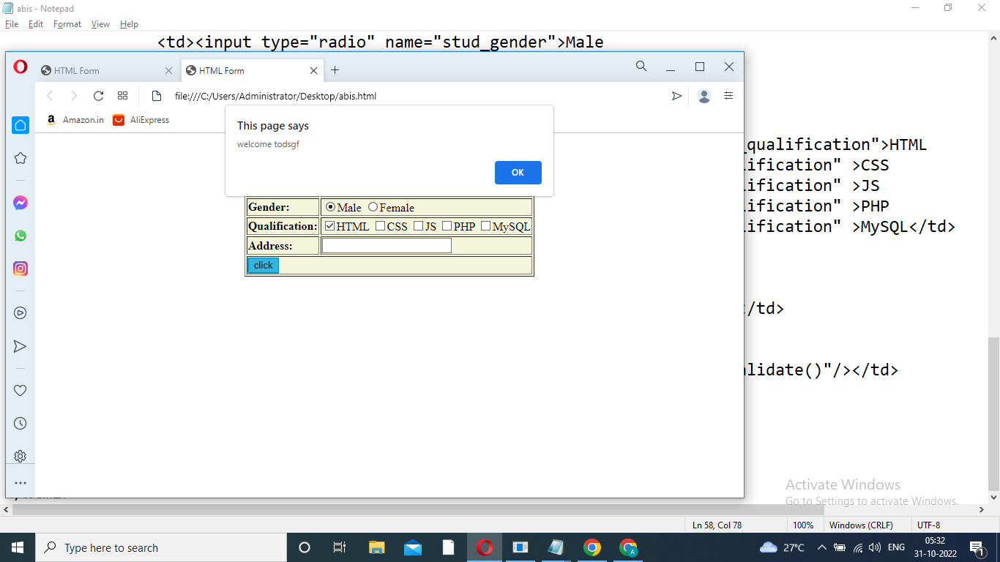 abis - Notepad
File Edit Format View Help
<td><input type="radio" name="stud_gender">Male
HTML Form
HTML Form
file:///C:/Users/Administrator/Desktop/abis.html
Amazon.in AliExpress
This page says
welcome todsgf
OK
_qualification">HTML
ification" >CSS
ification" >JS
ification" >PHP
ification" >MySQL</td>
Gender: Male Female
Qualification: HTML CSS JS PHP MySQL
Address:
click
/td>
alidate()"/></td>
Activate Windows
Go to Settings to activate Windows.
Ln 58, Col 78 100% Windows (CRLF) UTF-8
Type here to search
27°C ENG 05:32
31-10-2022
1